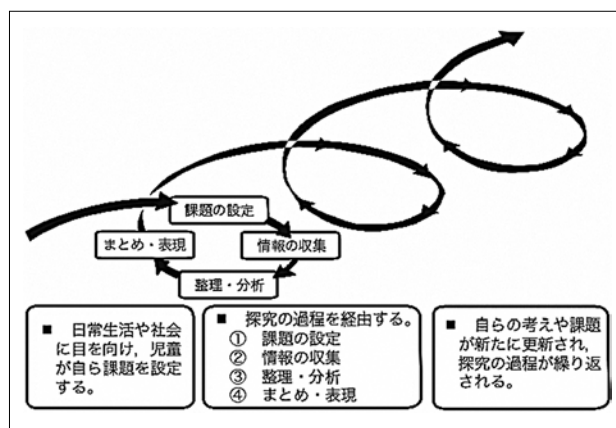 課題の設定
まとめ・表現
情報の収集
整理・分析
■ 日常生活や社会
に目を向け，児童
が自ら課題を設定
する。
■ 探究の過程を経由する。
① 課題の設定
② 情報の収集
③ 整理・分析
④ まとめ・表現
■ 自らの考えや課題
が新たに更新され，
探究の過程が繰り返
される。